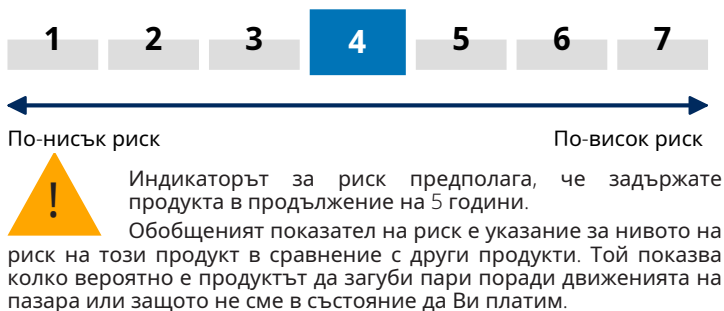 1 2 3 4 5 6 7
По-нисък риск По-висок риск
!
Индикаторът за риск предполага, че задържате
продукта в продължение на 5 години.
Обобщеният показател на риск е указание за нивото на
риск на този продукт в сравнение с други продукти. Той показва
колко вероятно е продуктът да загуби пари поради движенията на
пазара или защото не сме в състояние да Ви платим.